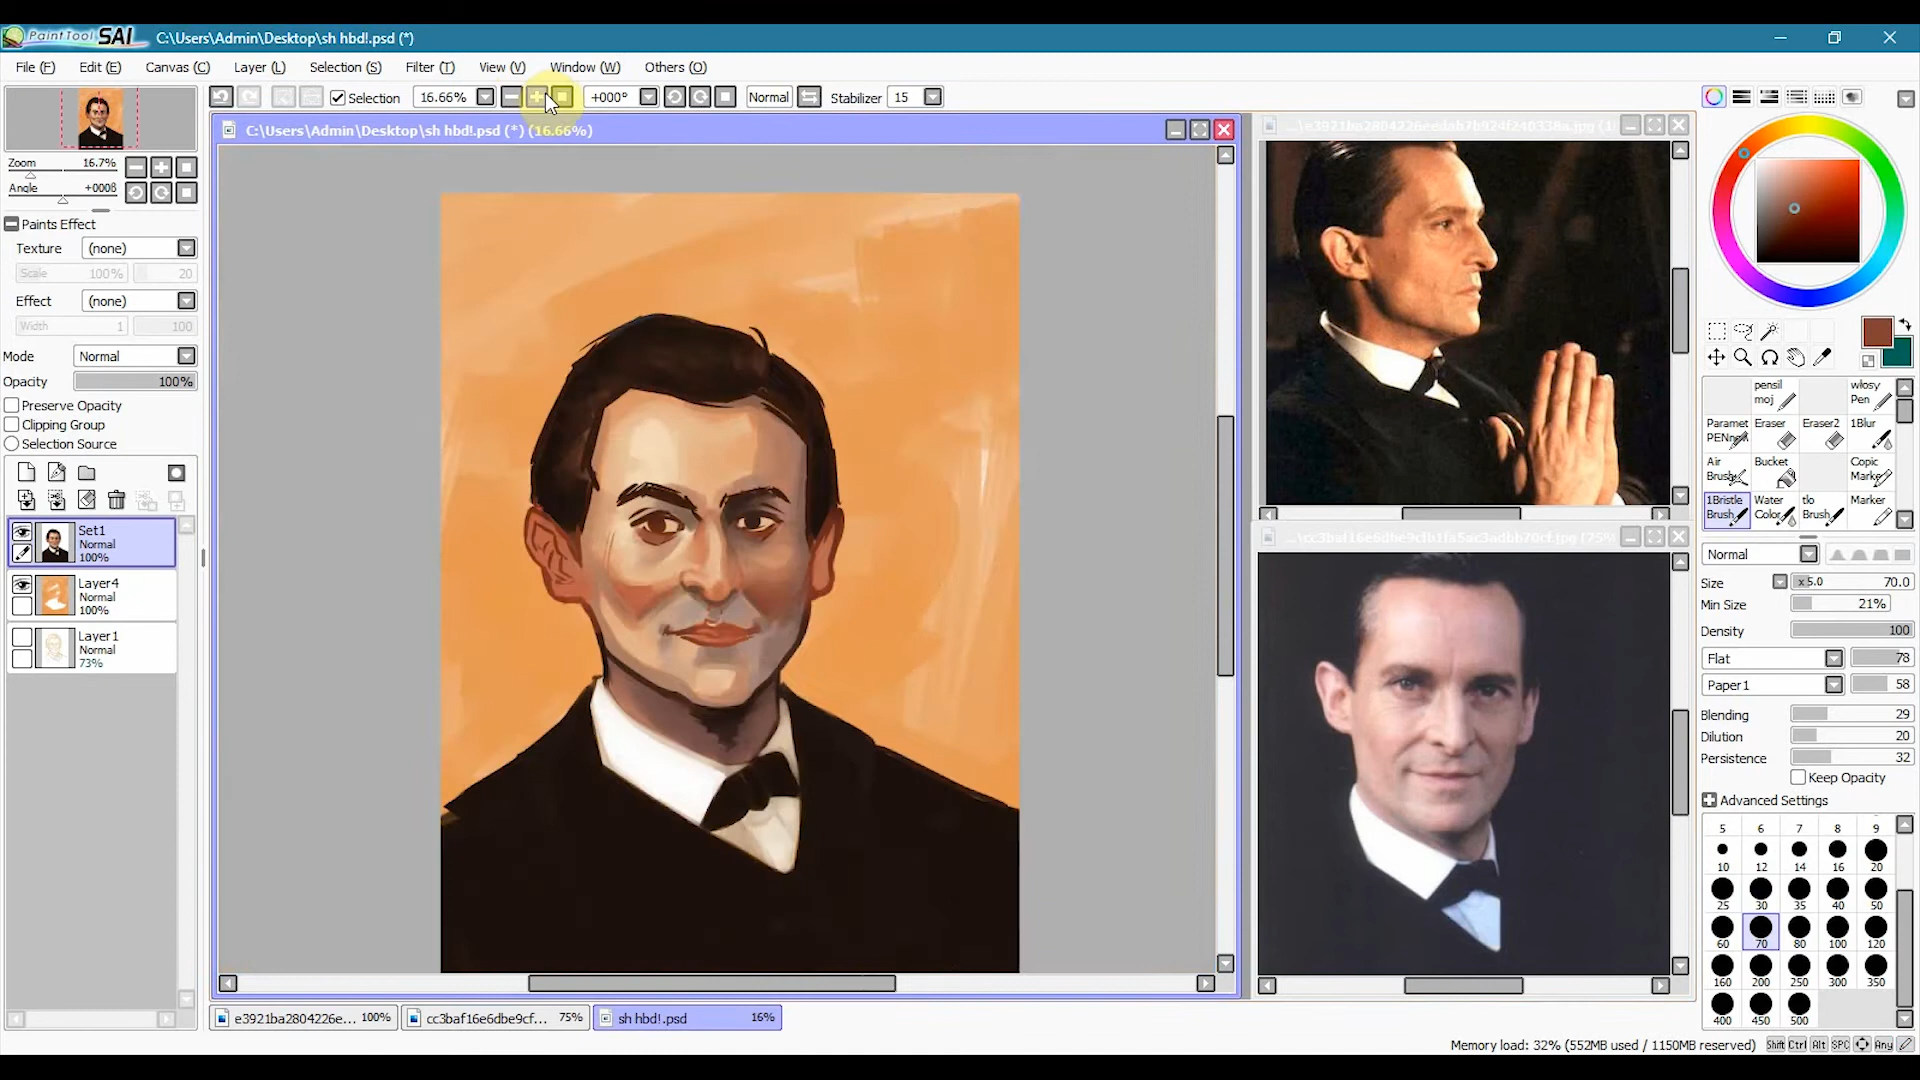 PaintTool SAI C:\Users\Admin\Desktop\sh hbd!.psd (*)
File (F) Edit (E) Canvas (C) Layer (L) Selection (S) Filter (T) View (V) Window (W) Others (O)
Selection 16.66% +000° Normal Stabilizer 15
C:\Users\Admin\Desktop\sh hbd!.psd (*) (16.66%)
Zoom 16.7%
Angle +000ß
Paints Effect
Texture (none)
Scale 100% 20
Effect (none)
Width 1 100
Mode Normal
Opacity 100%
Preserve Opacity
Clipping Group
Selection Source
Set1
Normal
100%
Layer4
Normal
100%
Layer1
Normal
73%
e3921ba2804226e... 100% cc3baf16e6dbe9cf... 75% sh hbd!.psd 16%
pensil moj
włosy Pen
Eraser
Eraser2
1Blur
Air Brush
Bucket
1Bristle Brush
Water Color
tlo Brush
Marker
Normal
Size x5.0 70.0
Min Size 21%
Density 100
Flat 78
Paper1 58
Blending 29
Dilution 20
Persistence 32
Keep Opacity
Advanced Settings
5 6 7 8 9
10 12 14 16 20
25 30 35 40 50
60 70 80 100 120
160 200 250 300 350
400 450 500
Memory load: 32% (552MB used / 1150MB reserved) Shift Ctrl Alt SPC Any